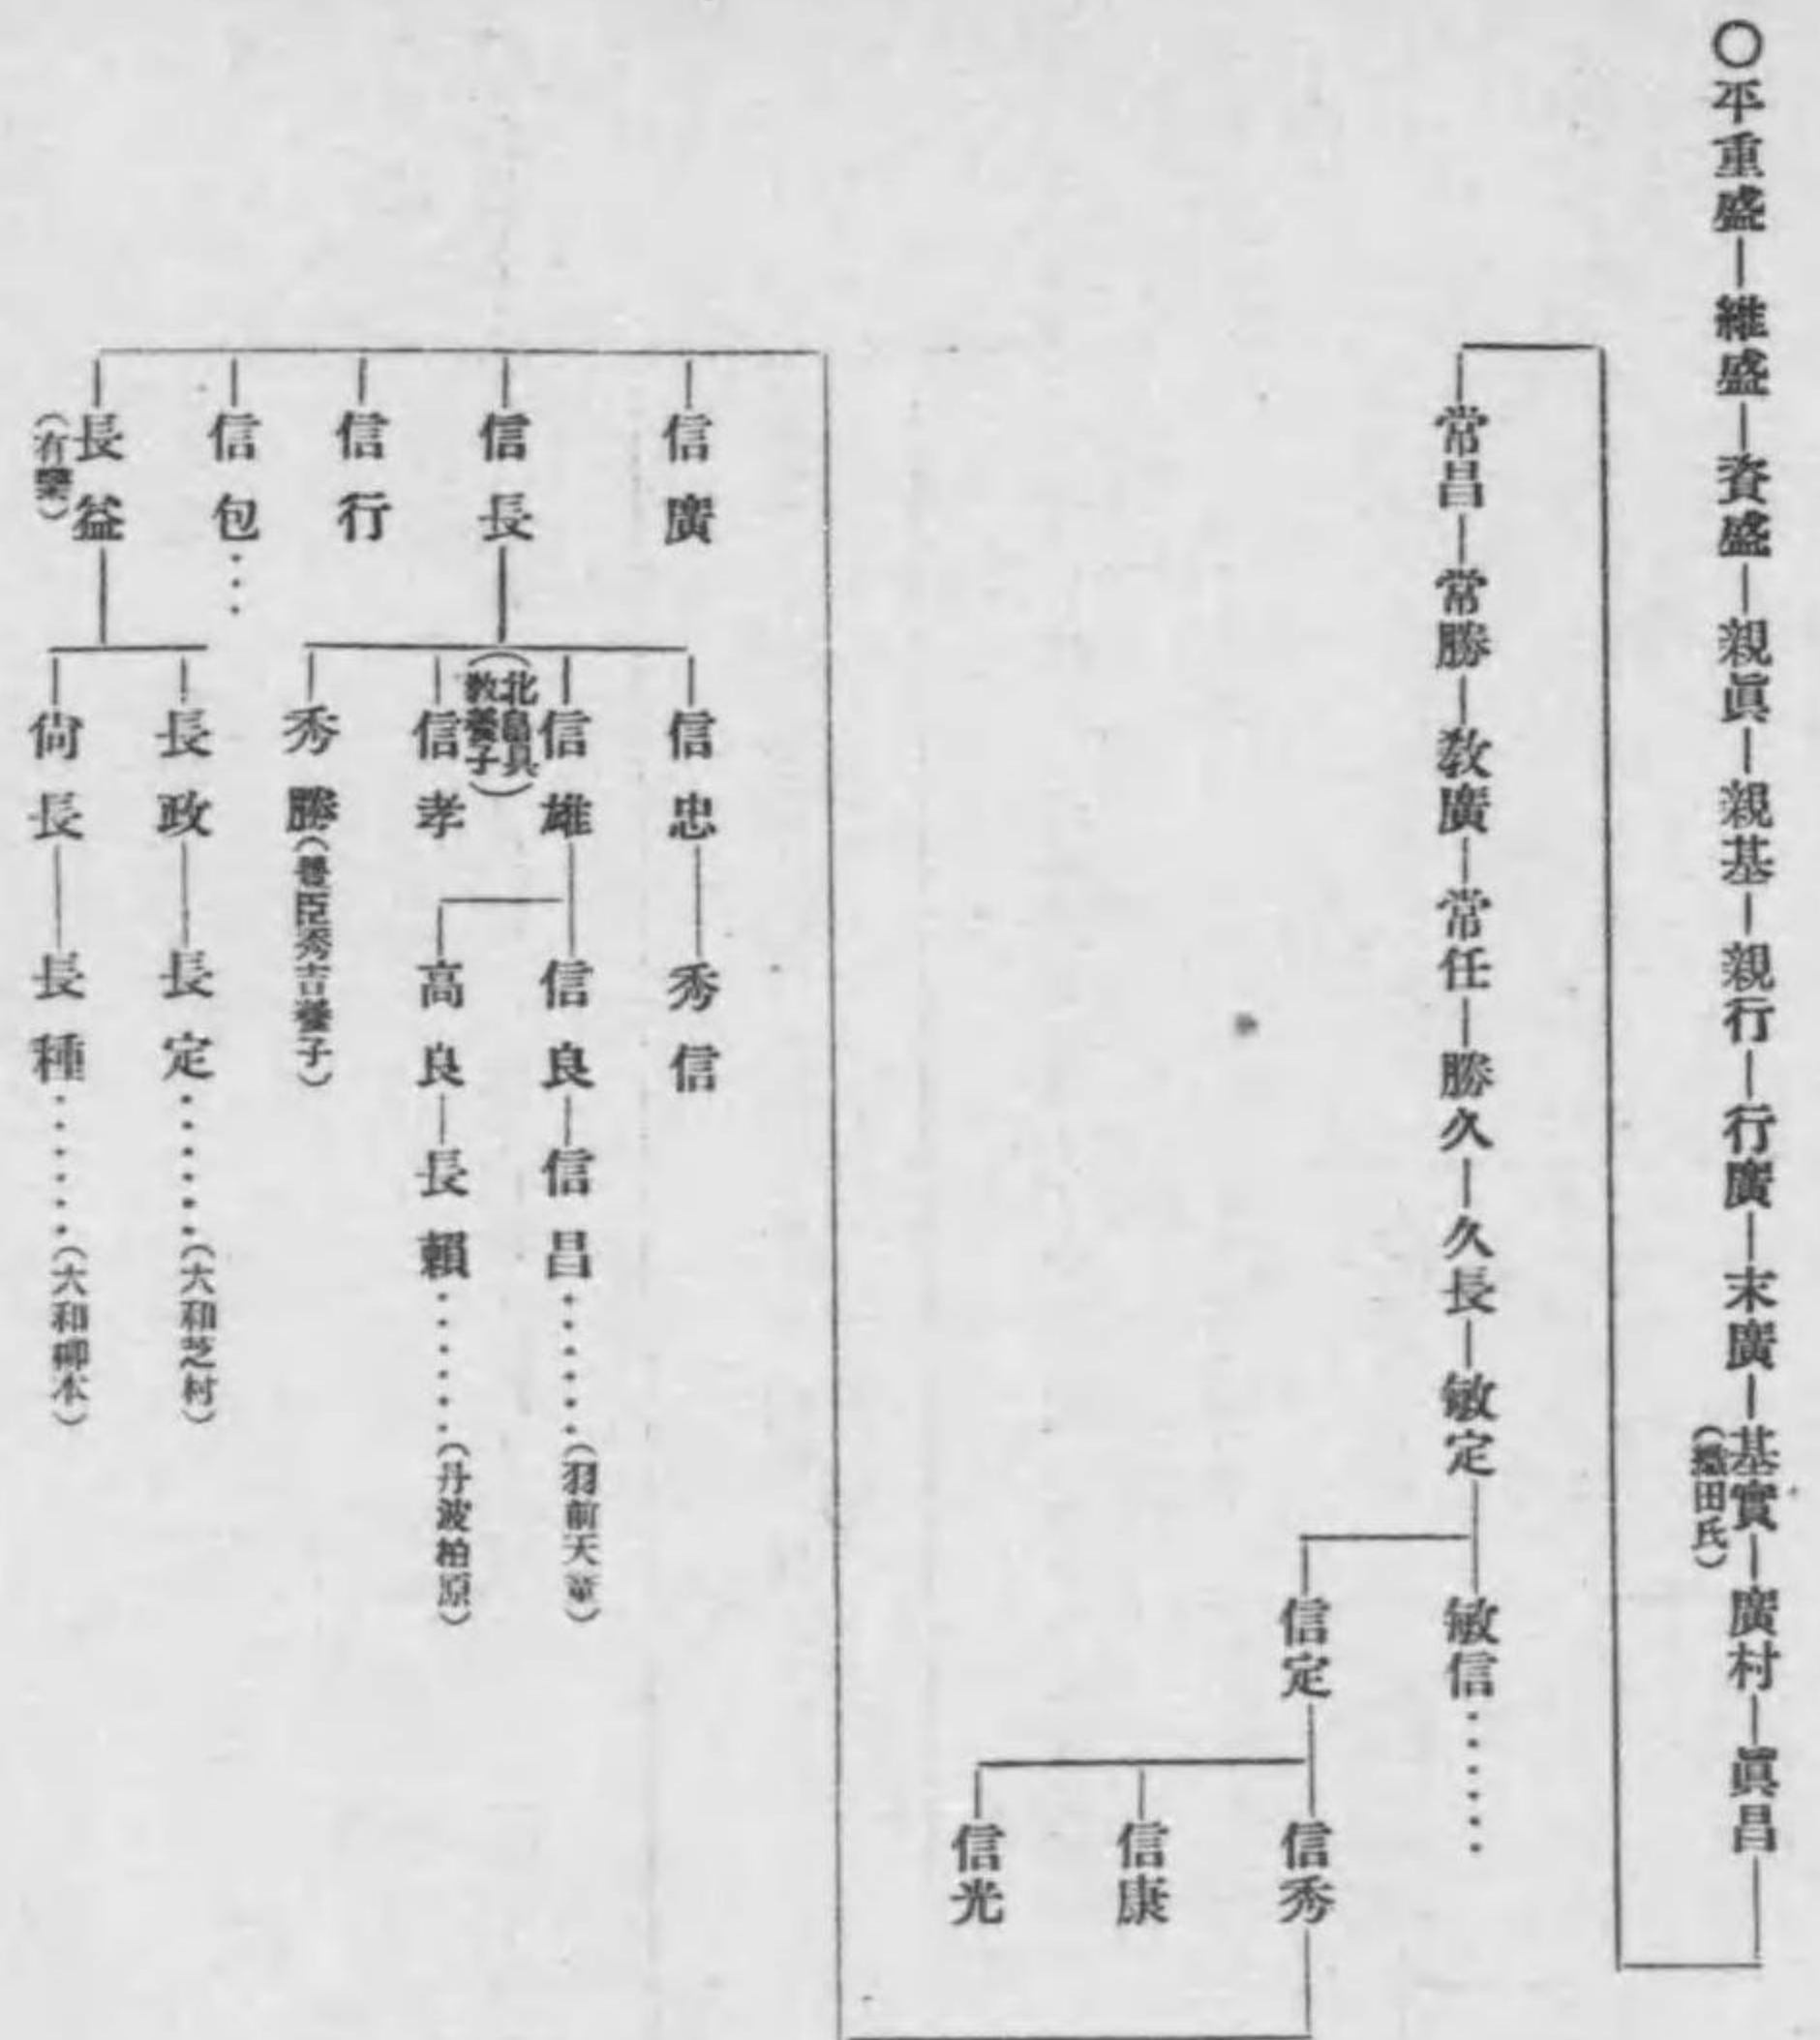 〇平重盛―維盛―資盛―親眞―親基―親行―行廣―末廣―基實―廣村―眞昌
(織田氏)
常昌―常勝―敎廣―常任―勝久―久長―敏定
敏信……
信定
信秀
信康
信光
信廣
信長
信忠―秀信
信雄
(北畠具
敎養子)
信良―信昌……(羽前天童)
高良―長賴……(丹波柏原)
信孝
秀勝(豊臣秀吉養子)
信行
信包…
長益
(有樂)
長政―長定……(大和芝村)
尙長―長種……(大和柳本)